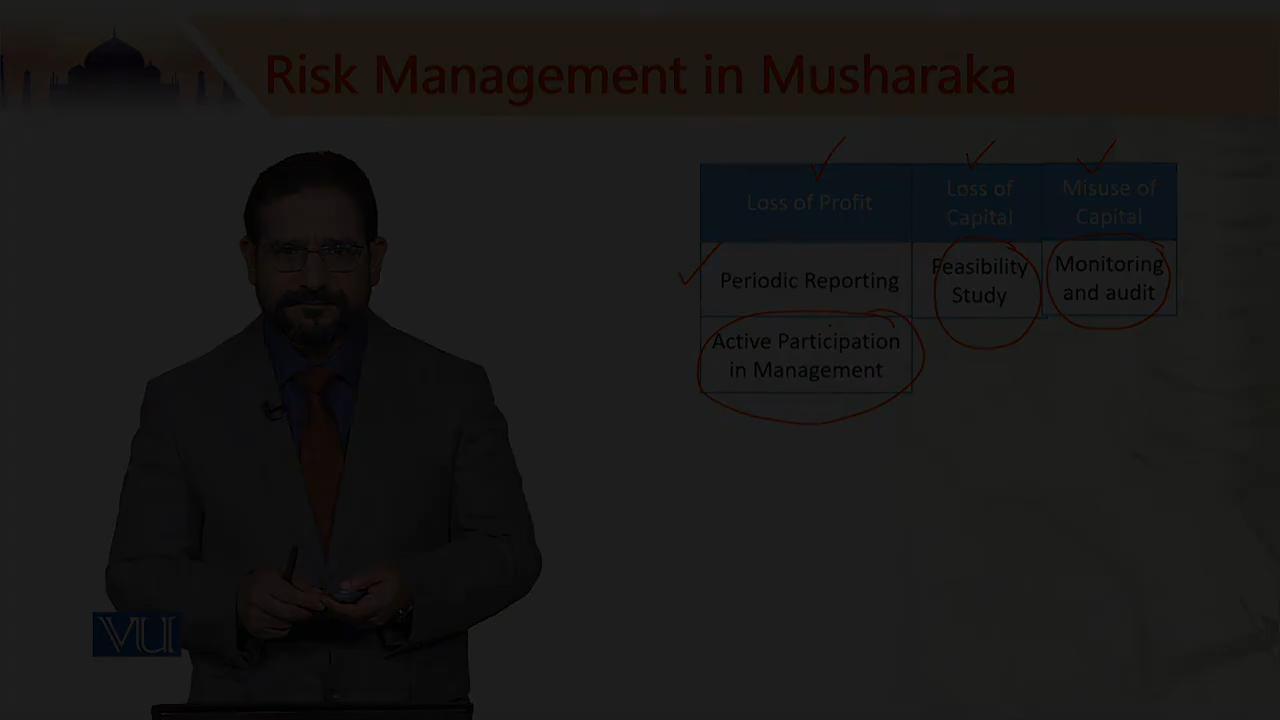 Risk Management in Musharaka
Loss of Profit
Loss of
Capital
Misuse of
Capital
Periodic Reporting
Feasibility
Study
Monitoring
and audit
Active Participation
in Management
VU